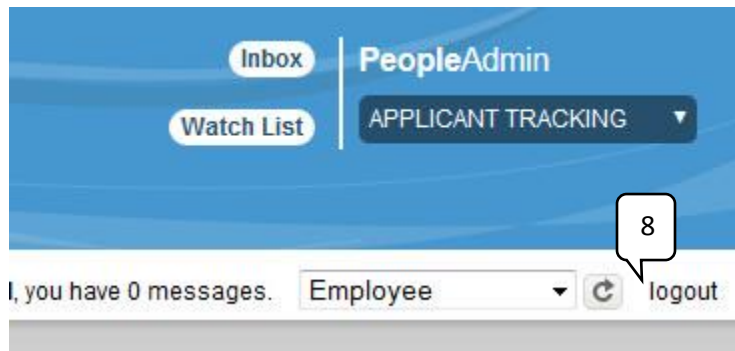 Inbox
PeopleAdmin
Watch List
APPLICANT TRACKING
8
, you have 0 messages. Employee logout